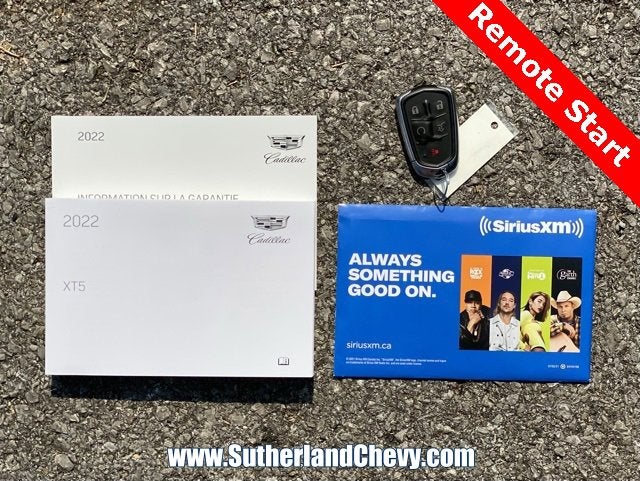 Remote Start
2022
Cadillac
INFORMATION SUR LA GARANTIE
2022
Cadillac
XT5
((SiriusXM))
ALWAYS
SOMETHING
GOOD ON.
siriusxm.ca
www.SutherlandChevy.com